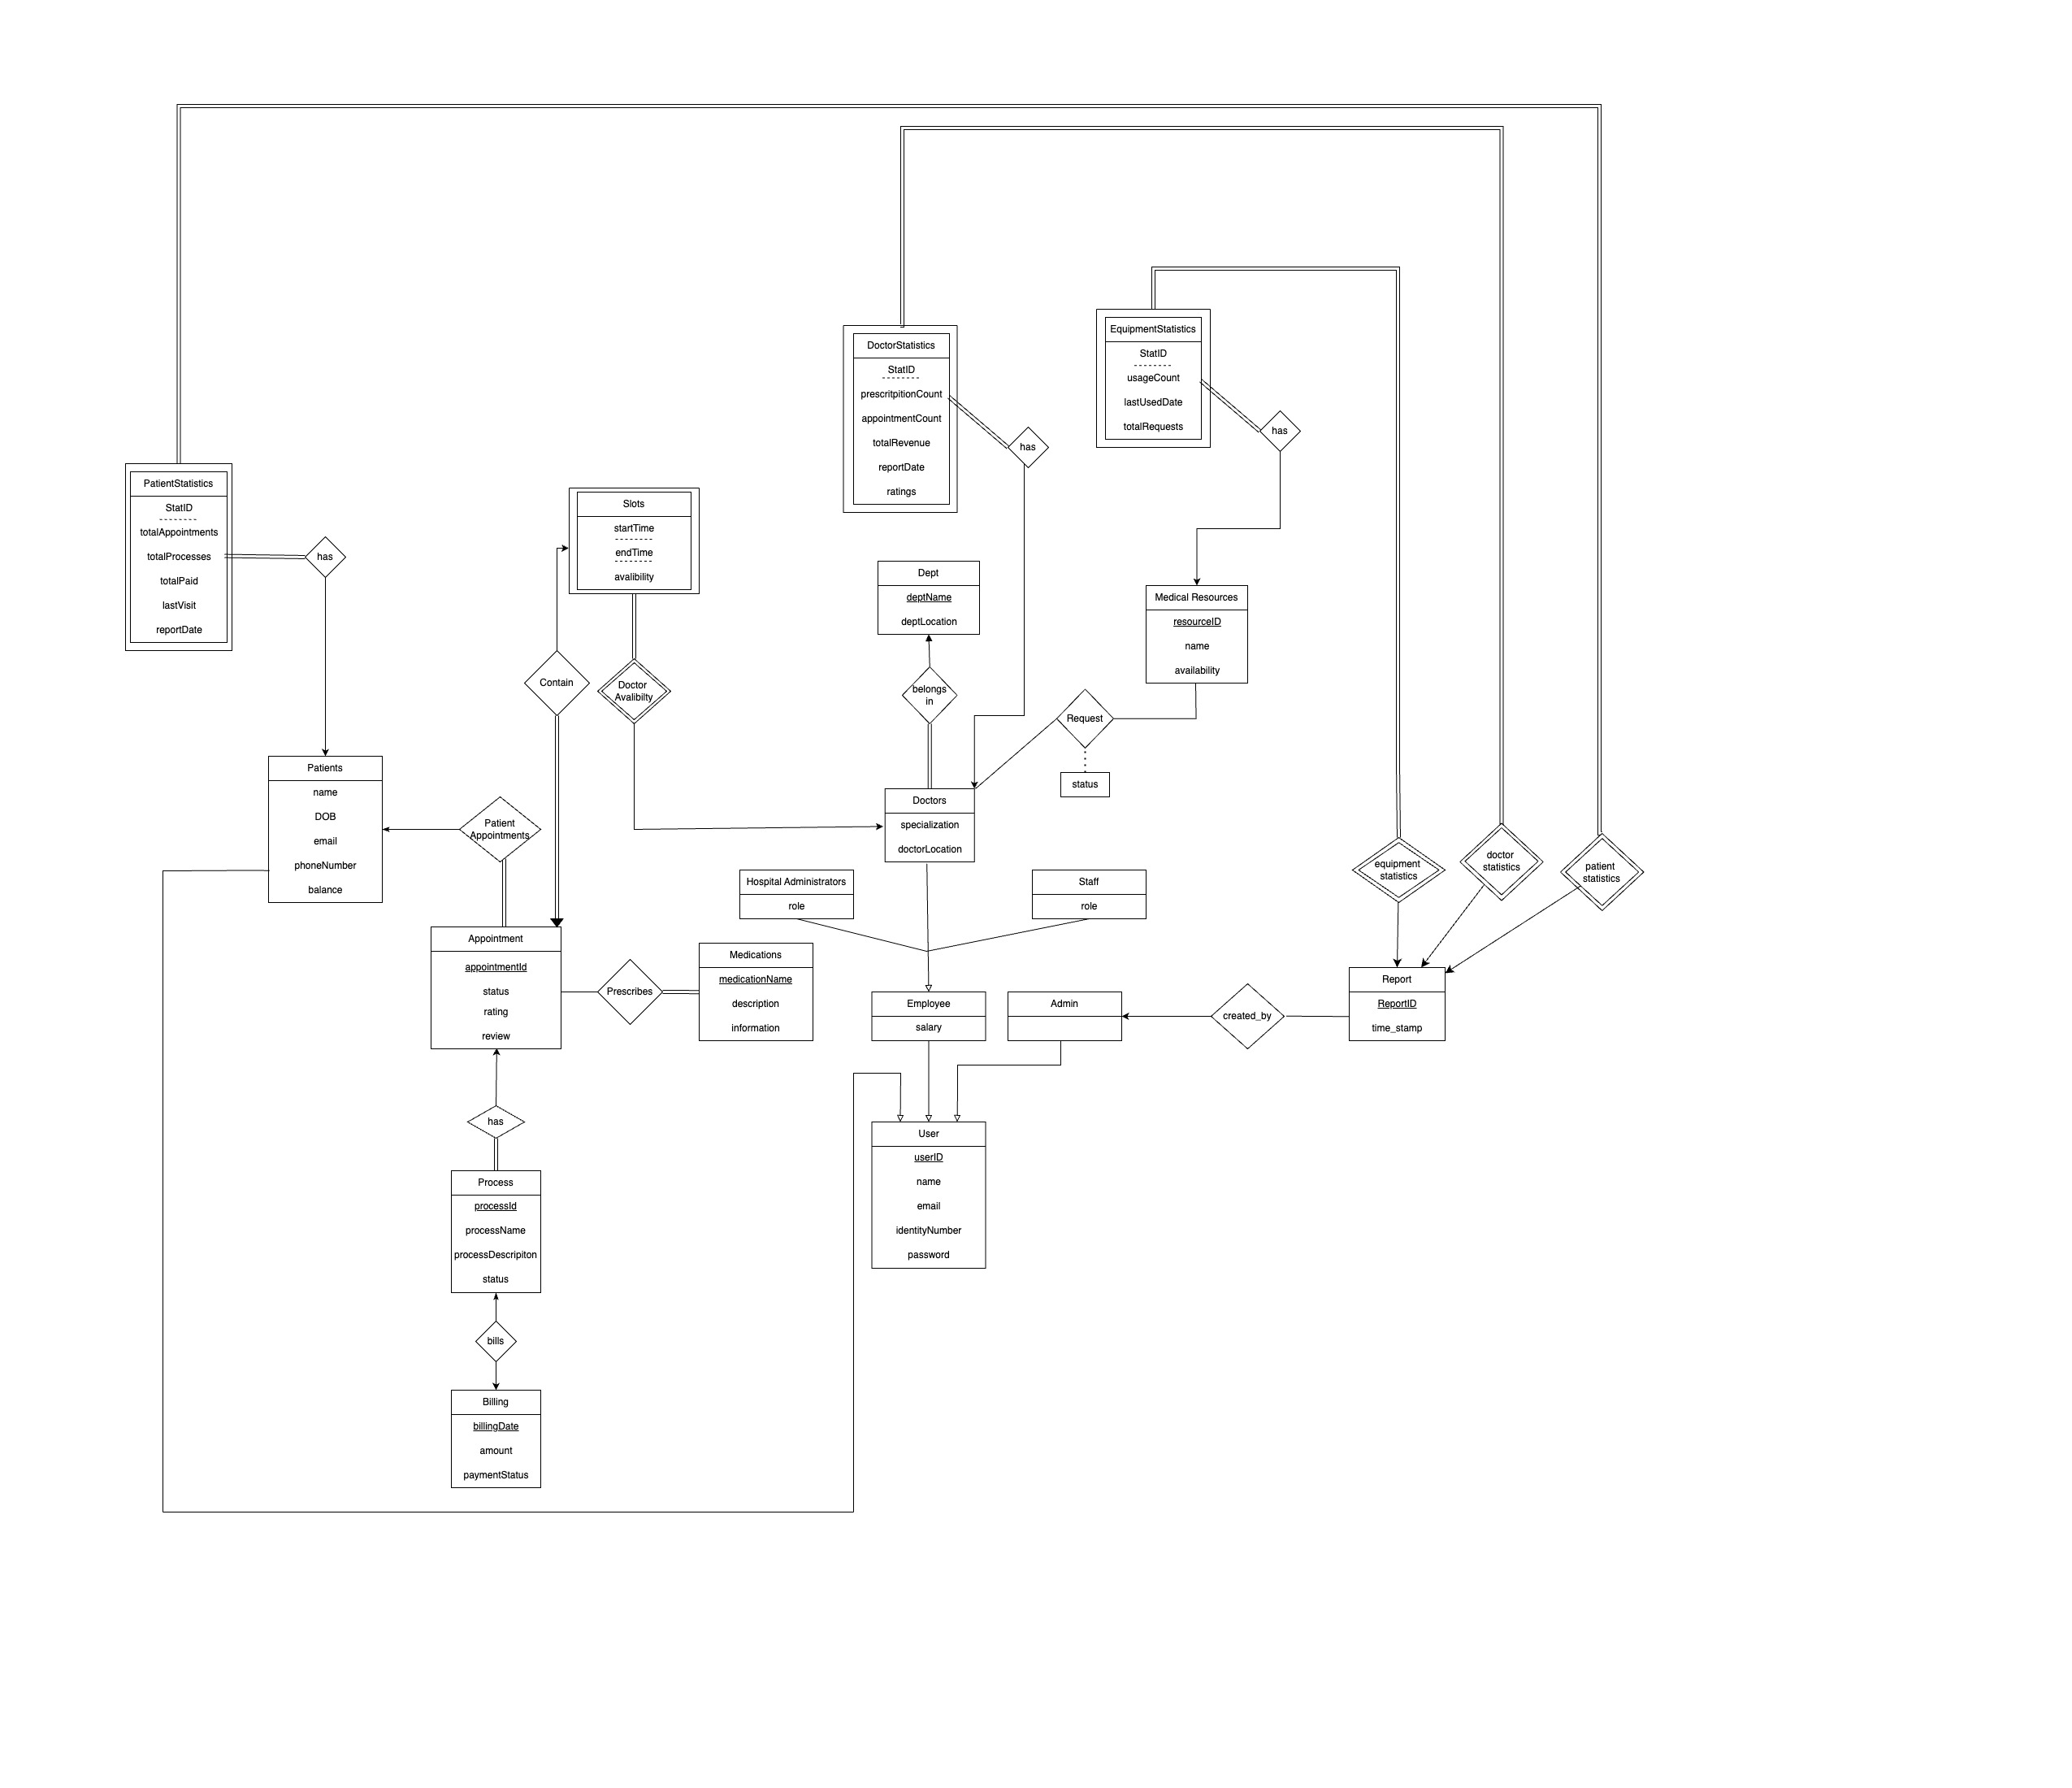 EquipmentStatistics
StatID
usageCount
lastUsedDate
totalRequests
has
DoctorStatistics
StatID
prescritpitionCount
appointmentCount
totalRevenue
reportDate
ratings
has
PatientStatistics
StatID
totalAppointments
totalProcesses
totalPaid
lastVisit
reportDate
has
Slots
startTime
endTime
avalibility
Contain
Doctor
Avalibilty
Dept
deptName
deptLocation
belongs
in
Medical Resources
resourceID
name
availability
Request
status
Patients
name
DOB
email
phoneNumber
balance
Patient
Appointments
Doctors
specialization
doctorLocation
equipment
statistics
doctor
statistics
patient
statistics
Hospital Administrators
role
Staff
role
Appointment
appointmentId
status
rating
review
Prescribes
Medications
medicationName
description
information
Employee
salary
Admin
created_by
Report
ReportID
time_stamp
has
User
userID
name
email
identityNumber
password
Process
processId
processName
processDescripiton
status
bills
Billing
billingDate
amount
paymentStatus